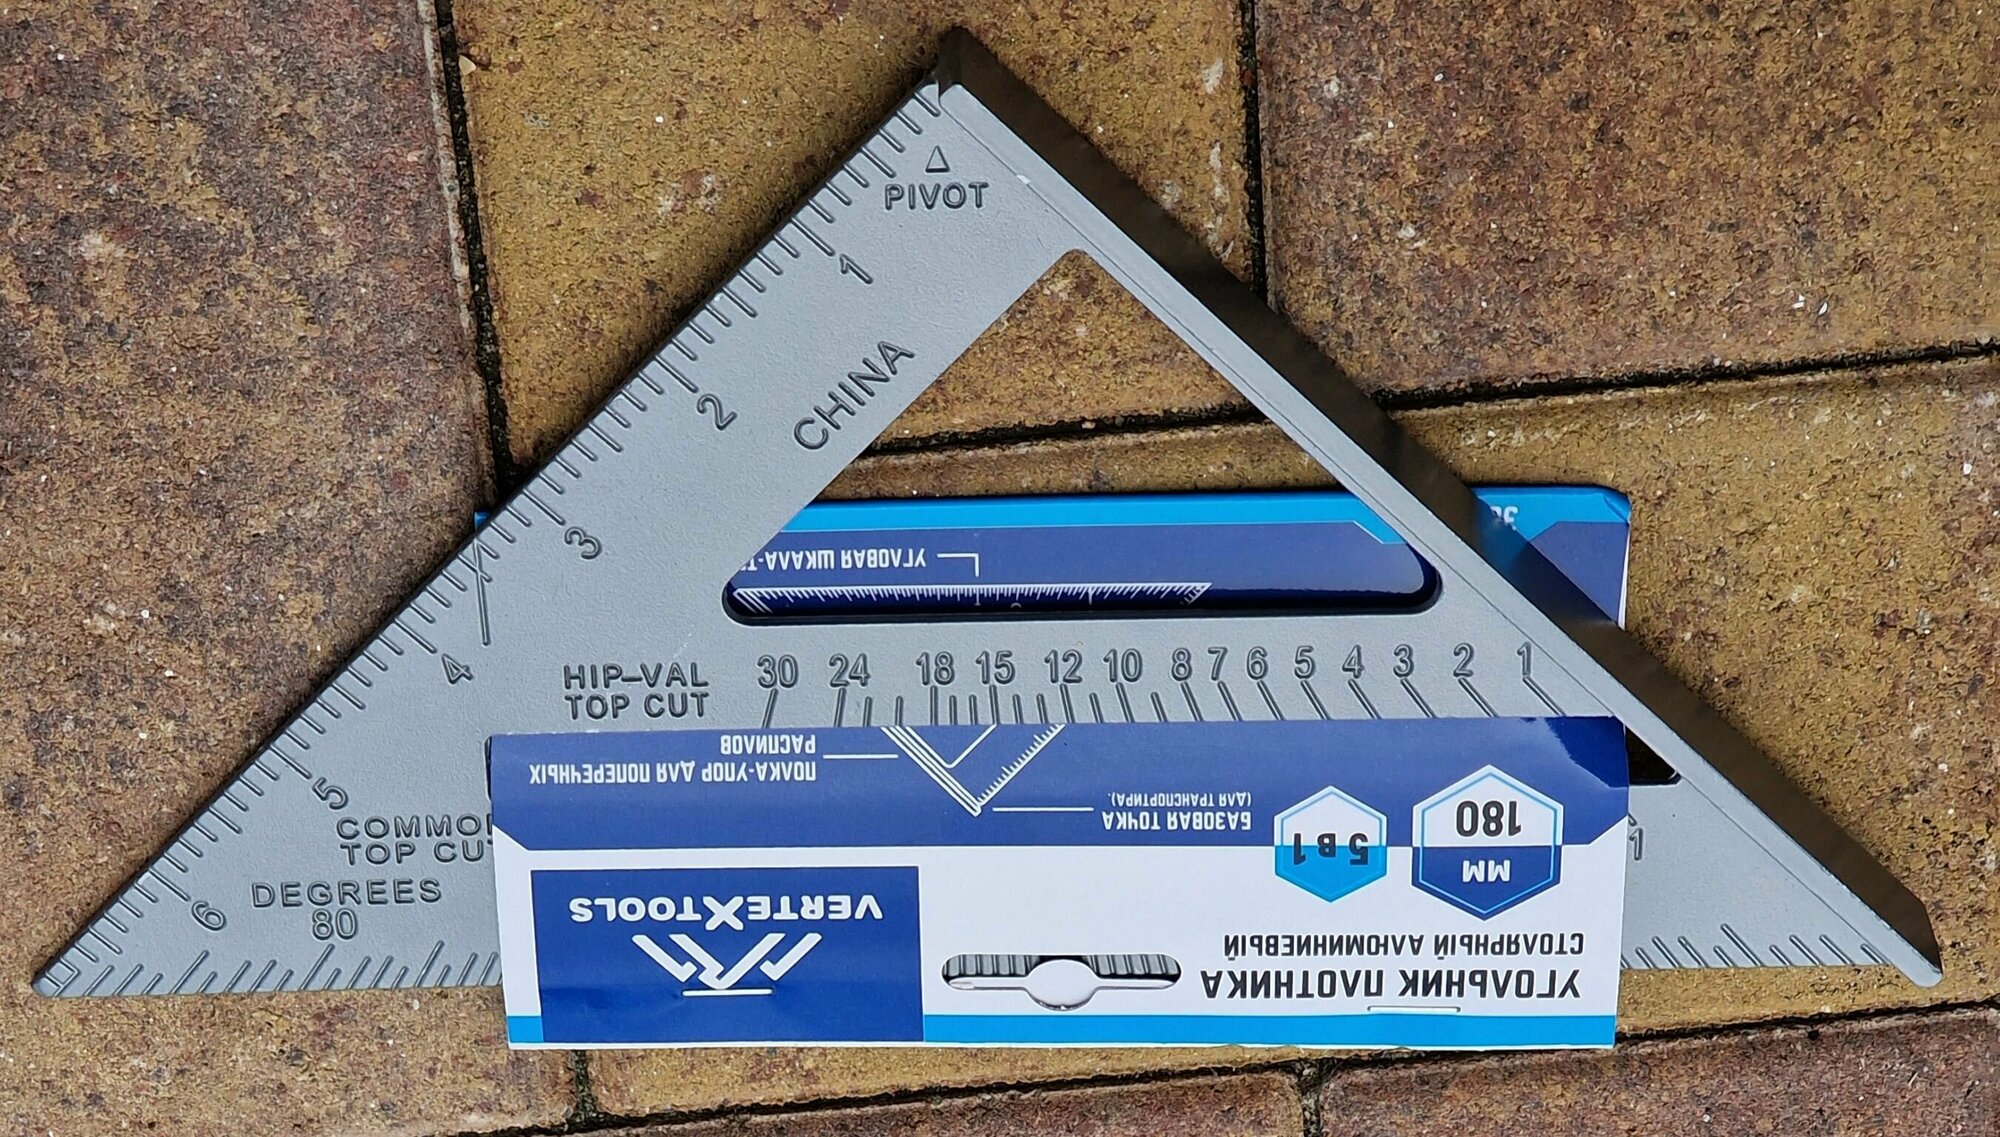 PIVOT
1
CHINA
2
3
4
HIP–VAL
TOP CUT
30 24 18 15 12 10 8 7 6 5 4 3 2 1
5
TOP CUT
DEGREES
80
6
1
УГОЛЬНИК ПЛОТНИКА
СТОЛЯРНЫЙ АЛЮМИНИЕВЫЙ
VERTEXTOOLS
ММ
180
5 в 1
БАЗОВАЯ ТОЧКА
(ДЛЯ ТРАНСПОРТИРА).
ПОЛКА-УПОР ДЛЯ ПОПЕРЕЧНЫХ
РАСПИЛОВ
УГЛОВАЯ ШКАЛА-Т